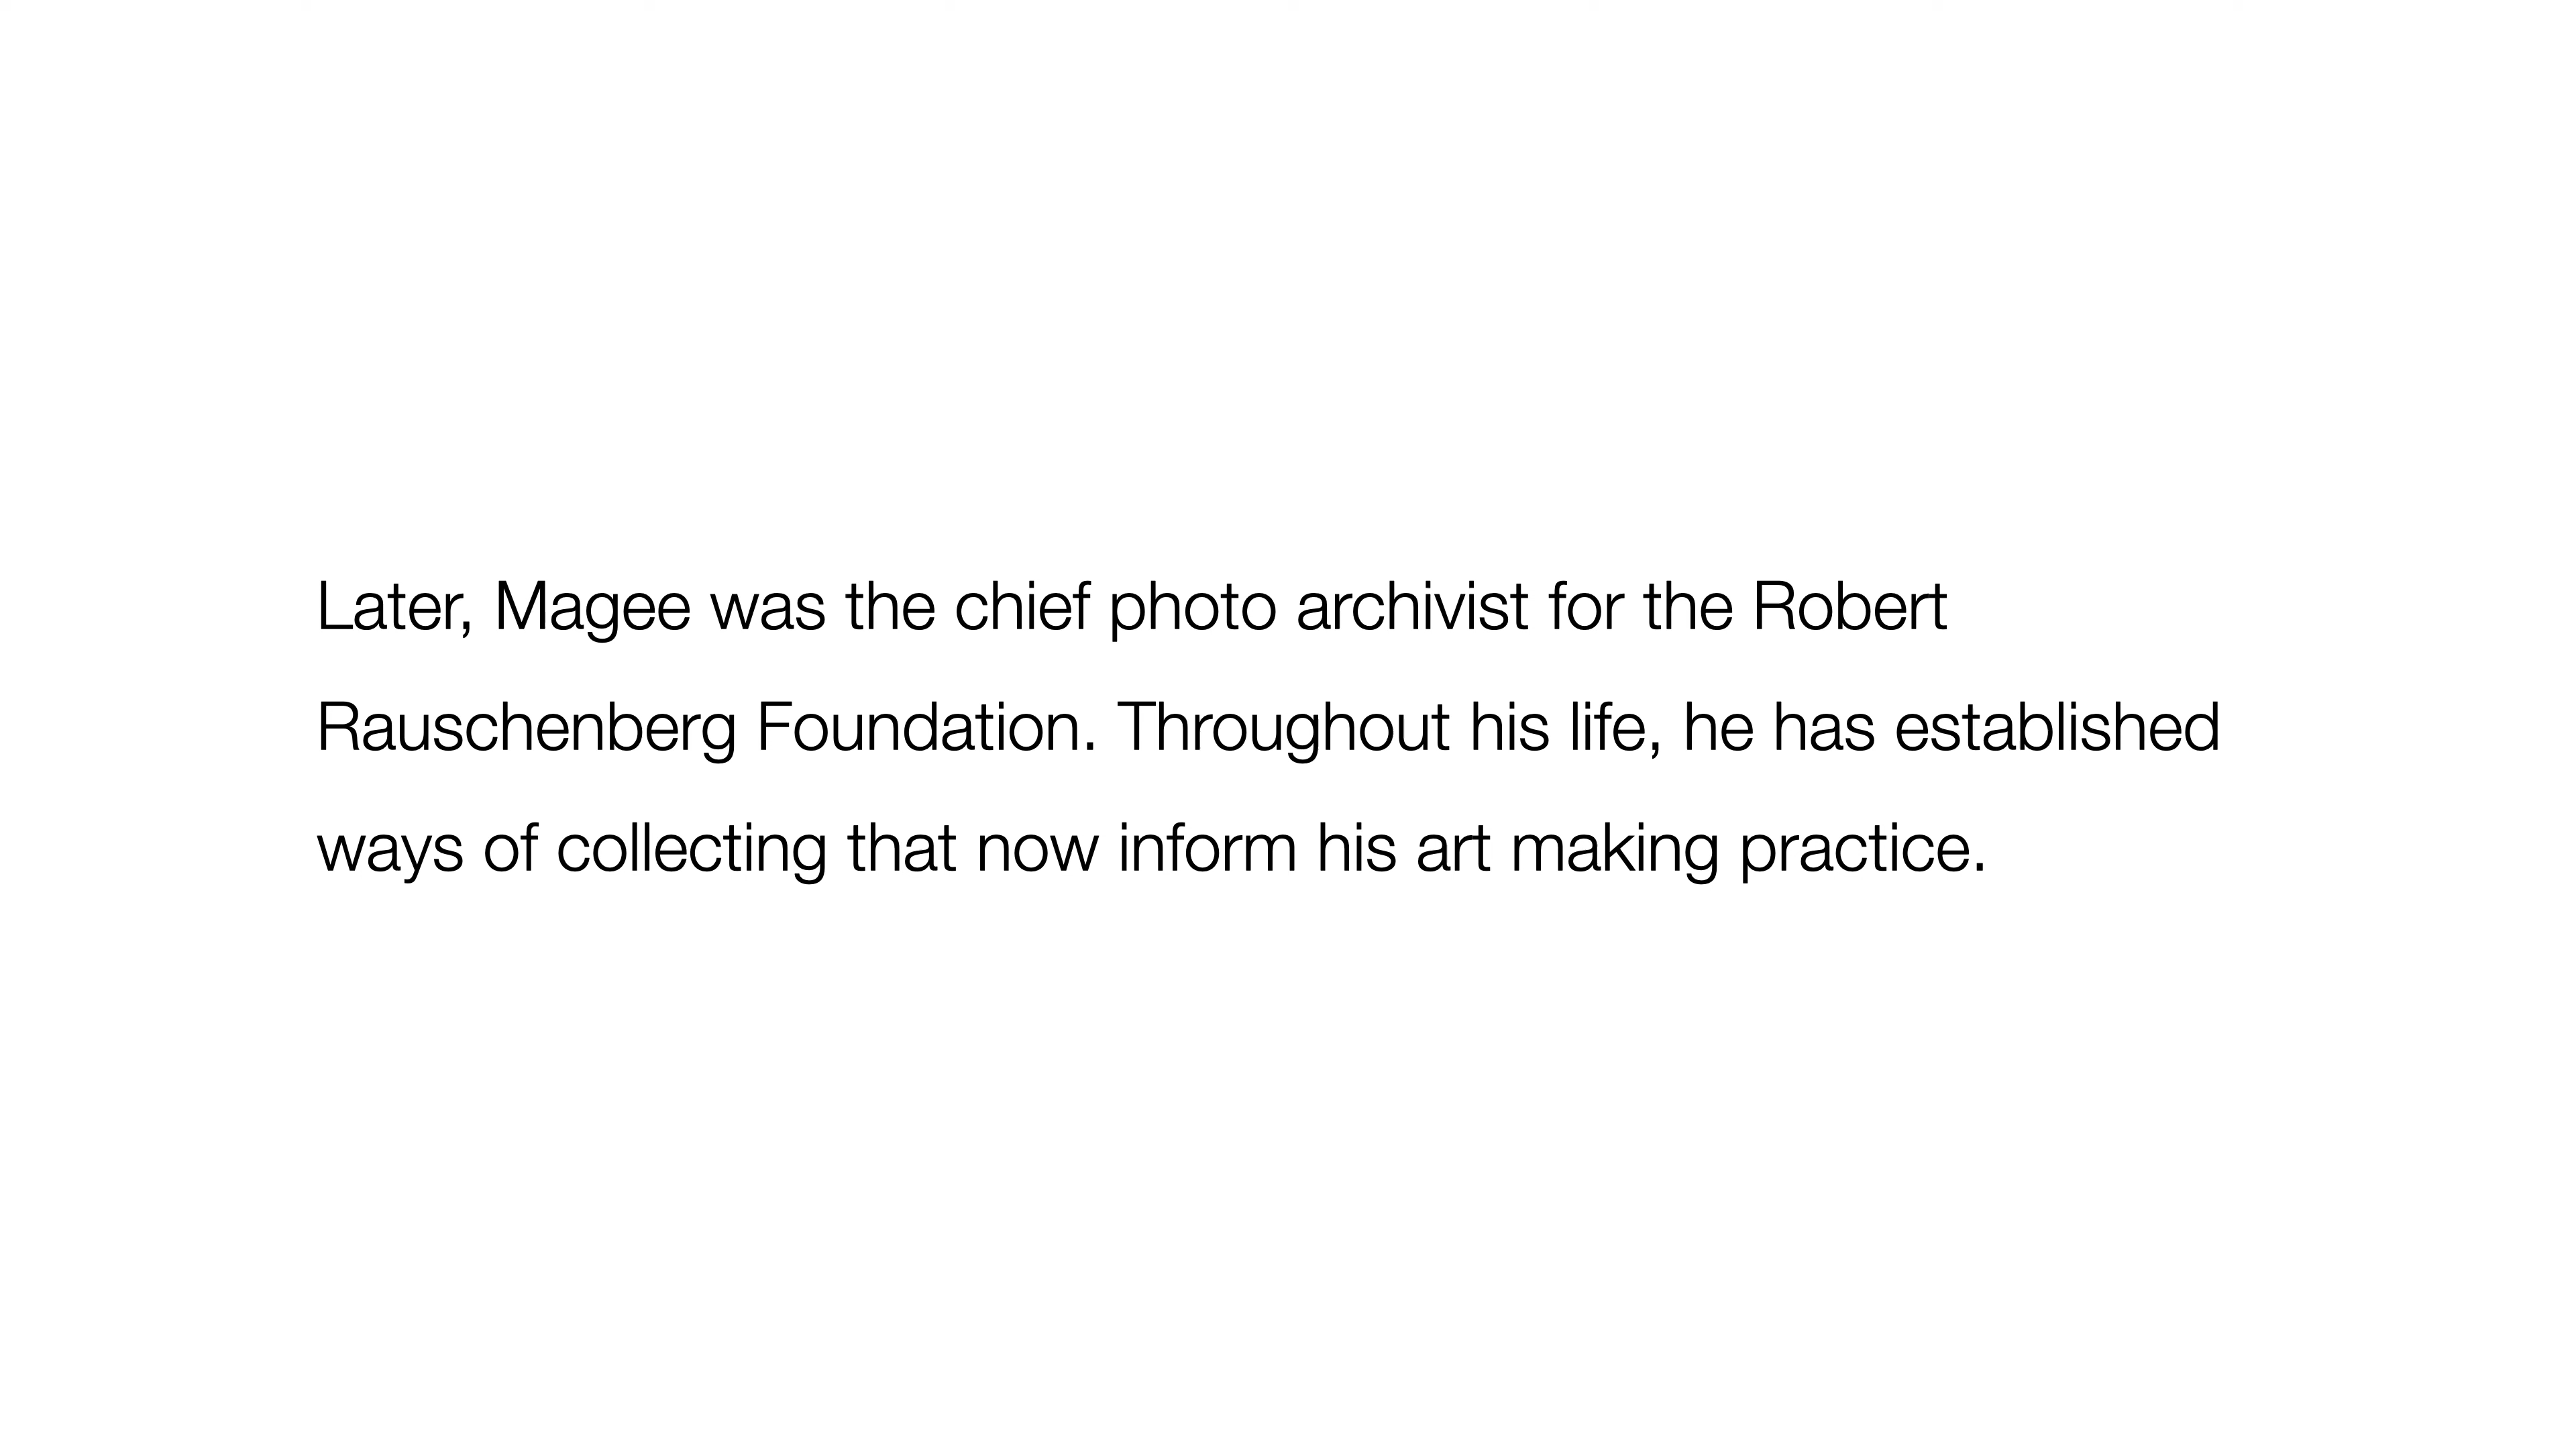 Later, Magee was the chief photo archivist for the Robert
Rauschenberg Foundation. Throughout his life, he has established
ways of collecting that now inform his art making practice.